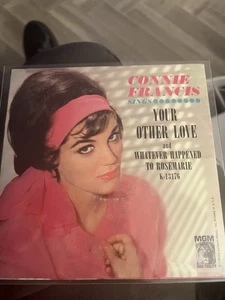 CONNIE
FRANCIS
SINGS
YOUR
OTHER LOVE
and
WHATEVER HAPPENED
TO ROSEMARIE
K-13176
MGM